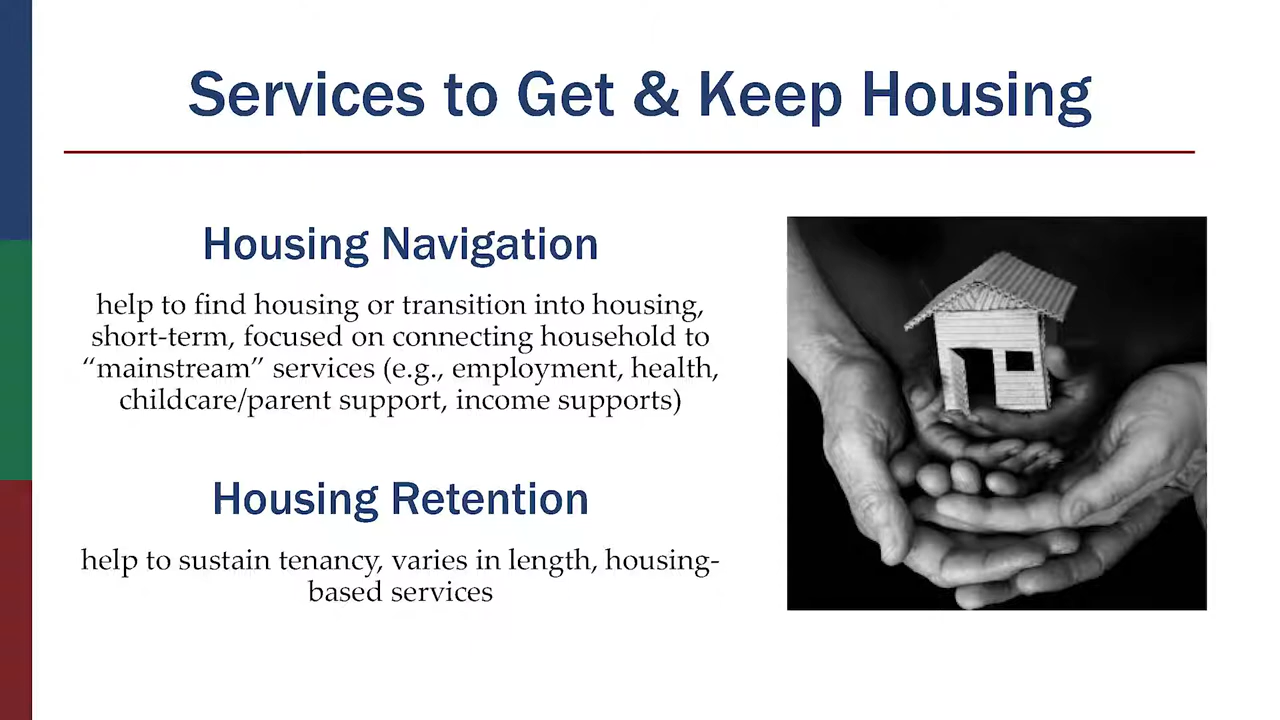 Services to Get & Keep Housing
Housing Navigation
help to find housing or transition into housing,
short-term, focused on connecting household to
“mainstream” services (e.g., employment, health,
childcare/parent support, income supports)
Housing Retention
help to sustain tenancy, varies in length, housing-
based services